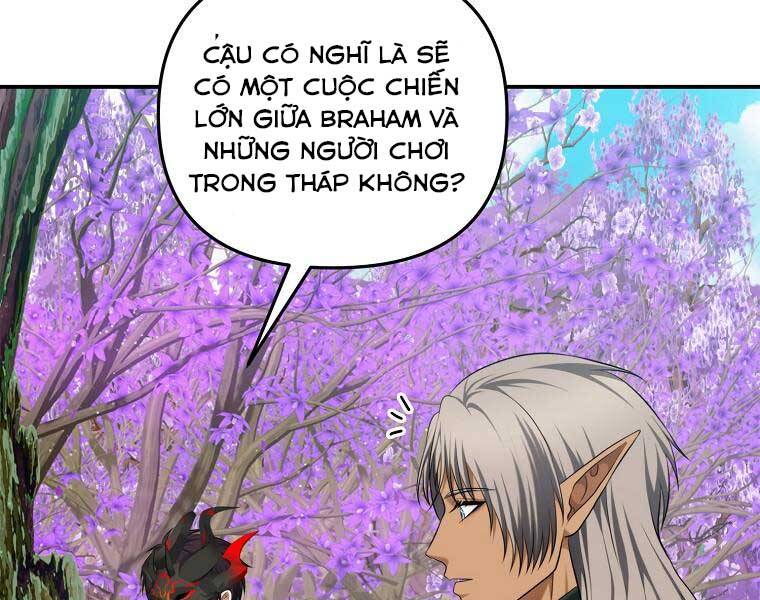 CẬU CÓ NGHĨ LÀ SẼ
CÓ MỘT CUỘC CHIẾN
LỚN GIỮA BRAHAM VÀ
NHỮNG NGƯỜI CHƠI
TRONG THÁP KHÔNG?